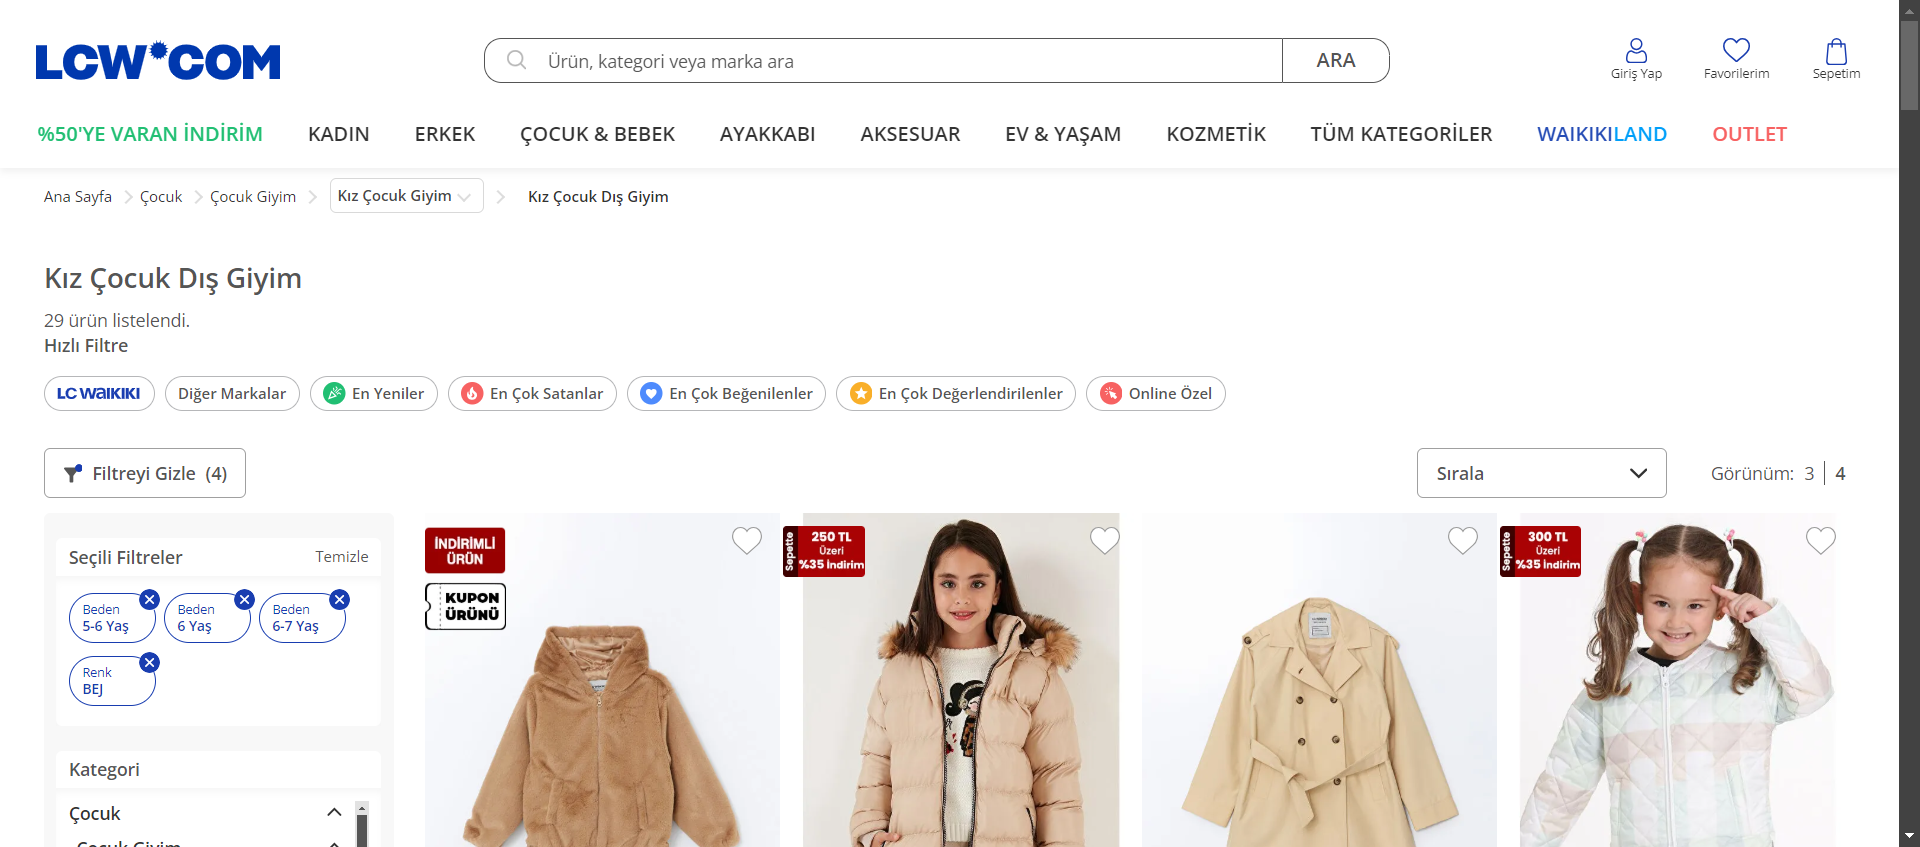 LCW COM
Ürün, kategori veya marka ara
ARA
Giriş Yap
Favorilerim
Sepetim
%50'YE VARAN İNDİRİM
KADIN
ERKEK
ÇOCUK & BEBEK
AYAKKABI
AKSESUAR
EV & YAŞAM
KOZMETİK
TÜM KATEGORİLER
WAIKIKILAND
OUTLET
Ana Sayfa
Çocuk
Çocuk Giyim
Kız Çocuk Giyim
Kız Çocuk Dış Giyim
Kız Çocuk Dış Giyim
29 ürün listelendi.
Hızlı Filtre
LC WAIKIKI
Diğer Markalar
En Yeniler
En Çok Satanlar
En Çok Beğenilenler
En Çok Değerlendirilenler
Online Özel
Filtreyi Gizle (4)
Sırala
Görünüm: 3 | 4
Seçili Filtreler
Temizle
Beden
5-6 Yaş
Beden
6 Yaş
Beden
6-7 Yaş
Renk
BEJ
Kategori
Çocuk
Çocuk Giyim
İNDİRİMLİ
ÜRÜN
KUPON
ÜRÜNÜ
Sepette
250 TL
Üzeri
%35 İndirim
Sepette
300 TL
Üzeri
%35 İndirim